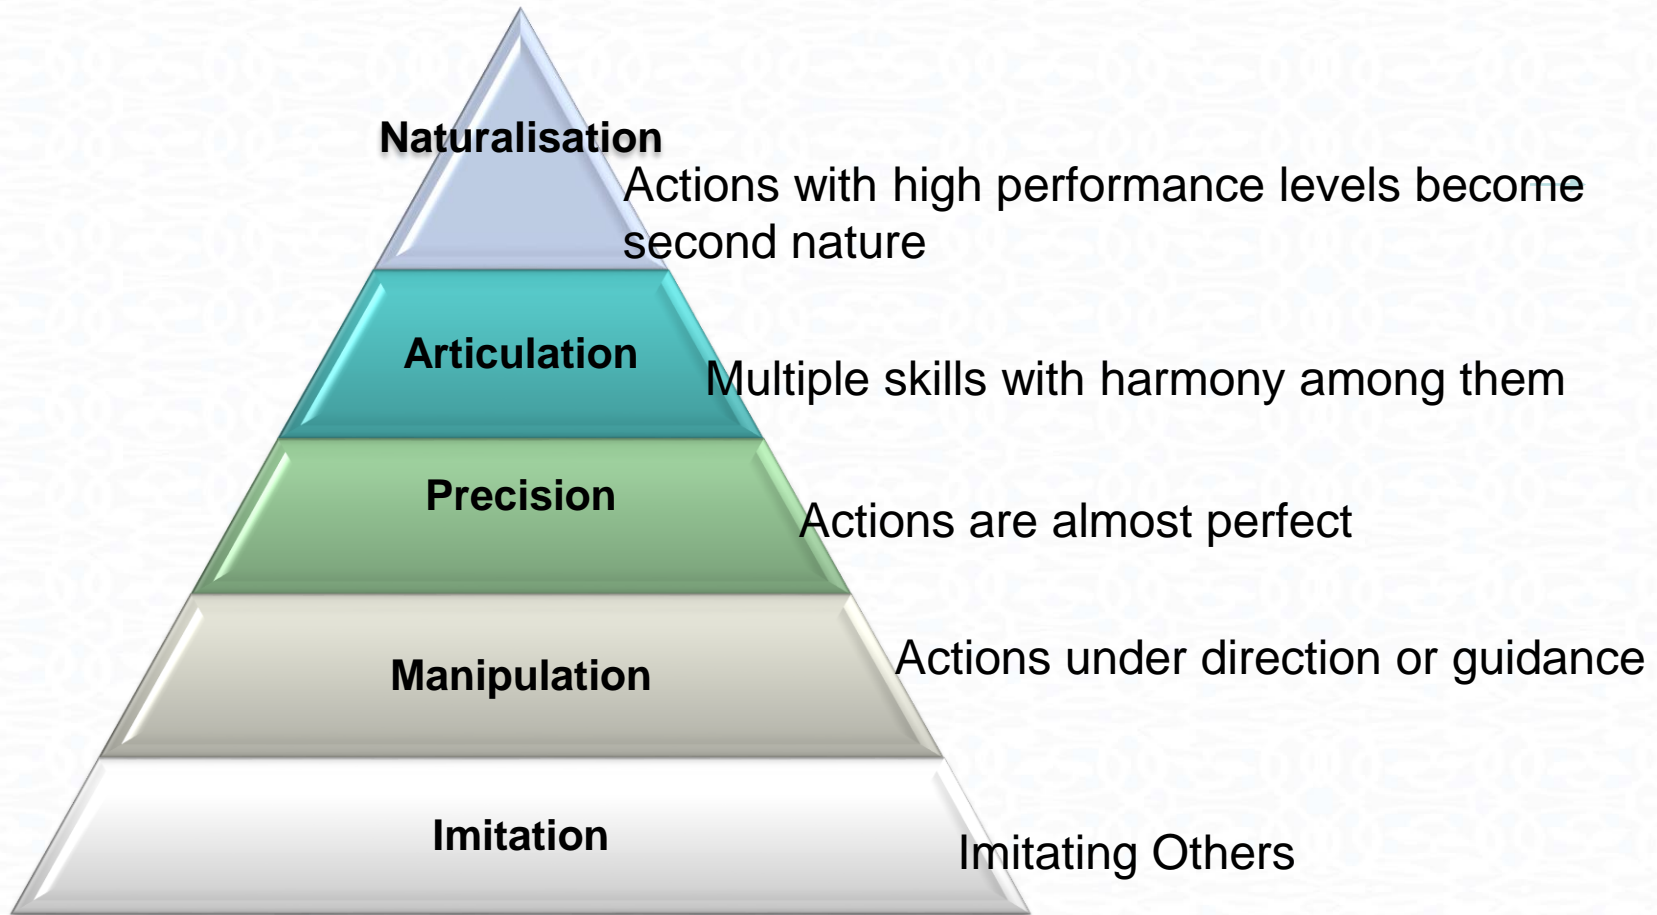 Naturalisation
Actions with high performance levels become
second nature
Articulation
Multiple skills with harmony among them
Precision
Actions are almost perfect
Manipulation
Actions under direction or guidance
Imitation
Imitating Others